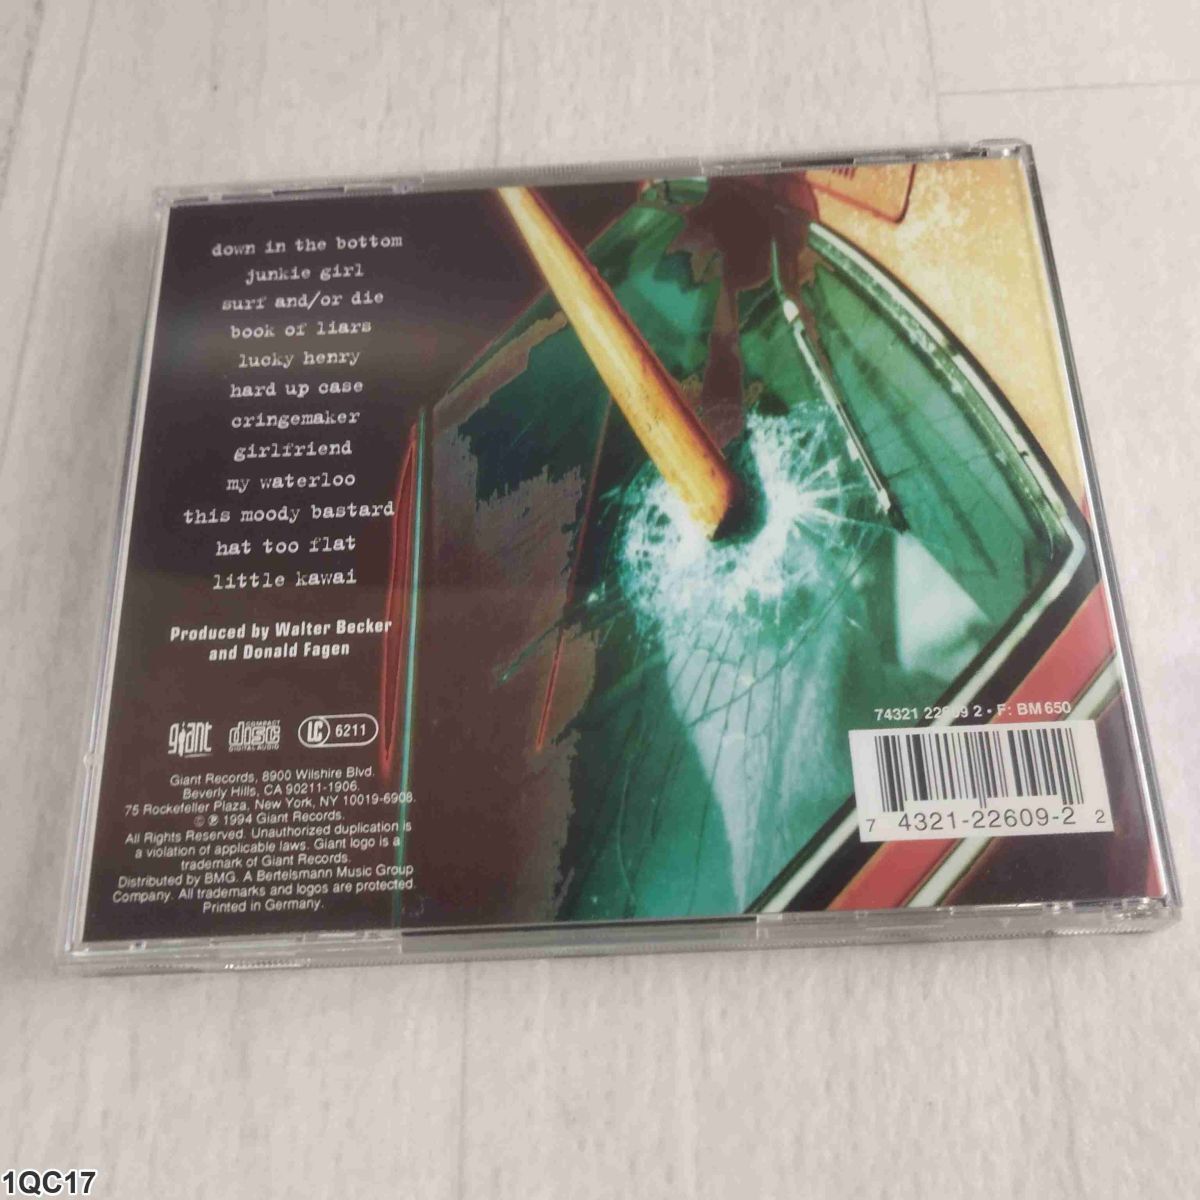 down in the bottom
junkie girl
surf and/or die
book of liars
lucky henry
hard up case
cringemaker
girlfriend
my waterloo
this moody bastard
hat too flat
little kawai
Produced by Walter Becker
and Donald Fagen
giant
COMPACT
disc
DIGITAL AUDIO
LC 6211
Giant Records, 8900 Wilshire Blvd.
Beverly Hills, CA 90211-1906.
75 Rockefeller Plaza, New York, NY 10019-6908.
© ℗ 1994 Giant Records.
All Rights Reserved. Unauthorized duplication is
a violation of applicable laws. Giant logo is a
trademark of Giant Records.
Distributed by BMG. A Bertelsmann Music Group
Company. All trademarks and logos are protected.
Printed in Germany.
74321 22609 2 • F: BM 650
7 4321-22609-2 2
1QC17